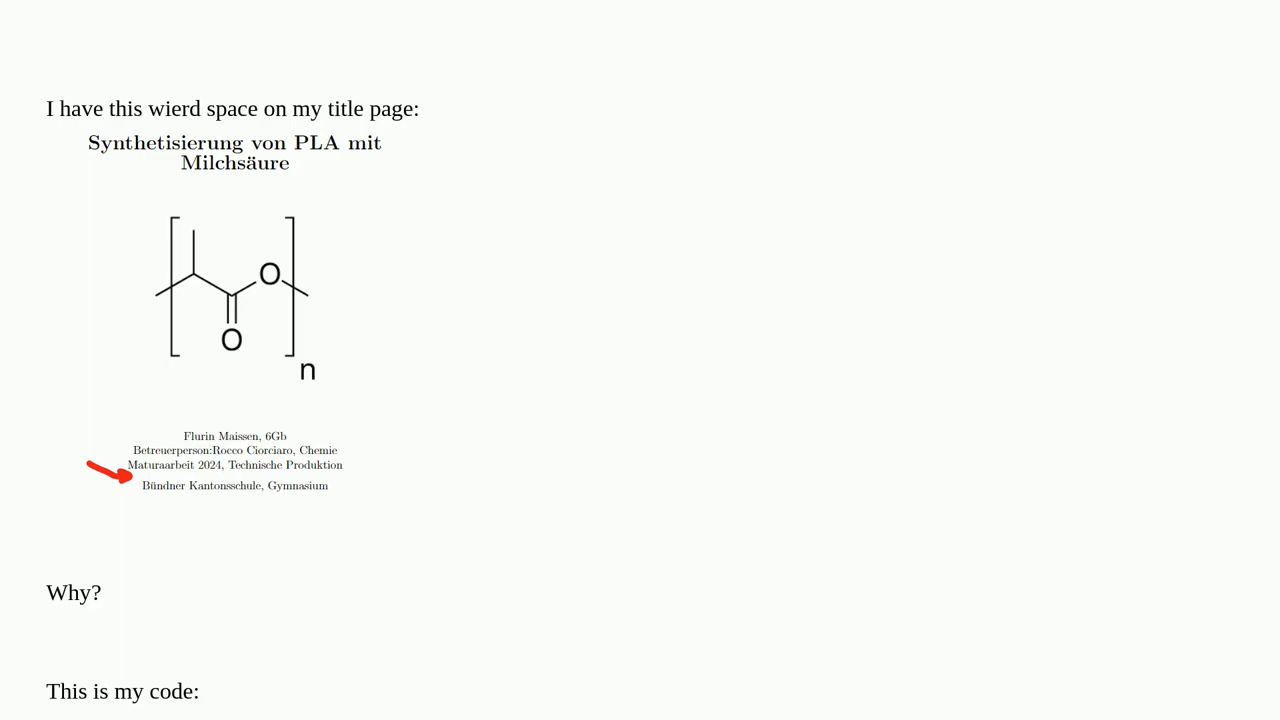 I have this wierd space on my title page:
Synthetisierung von PLA mit
Milchsäure
O
O
n
Flurin Maissen, 6Gb
Betreuerperson:Rocco Ciorciaro, Chemie
Maturaarbeit 2024, Technische Produktion
Bündner Kantonsschule, Gymnasium
Why?
This is my code: